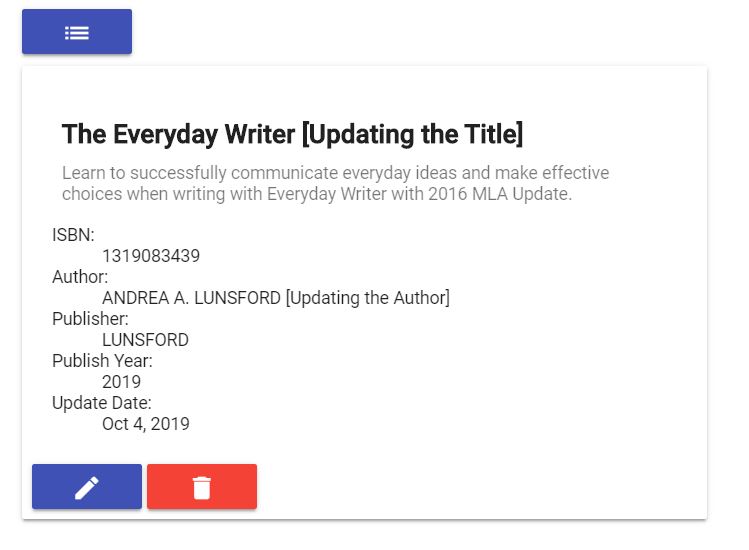 The Everyday Writer [Updating the Title]
Learn to successfully communicate everyday ideas and make effective
choices when writing with Everyday Writer with 2016 MLA Update.
ISBN:
1319083439
Author:
ANDREA A. LUNSFORD [Updating the Author]
Publisher:
LUNSFORD
Publish Year:
2019
Update Date:
Oct 4, 2019